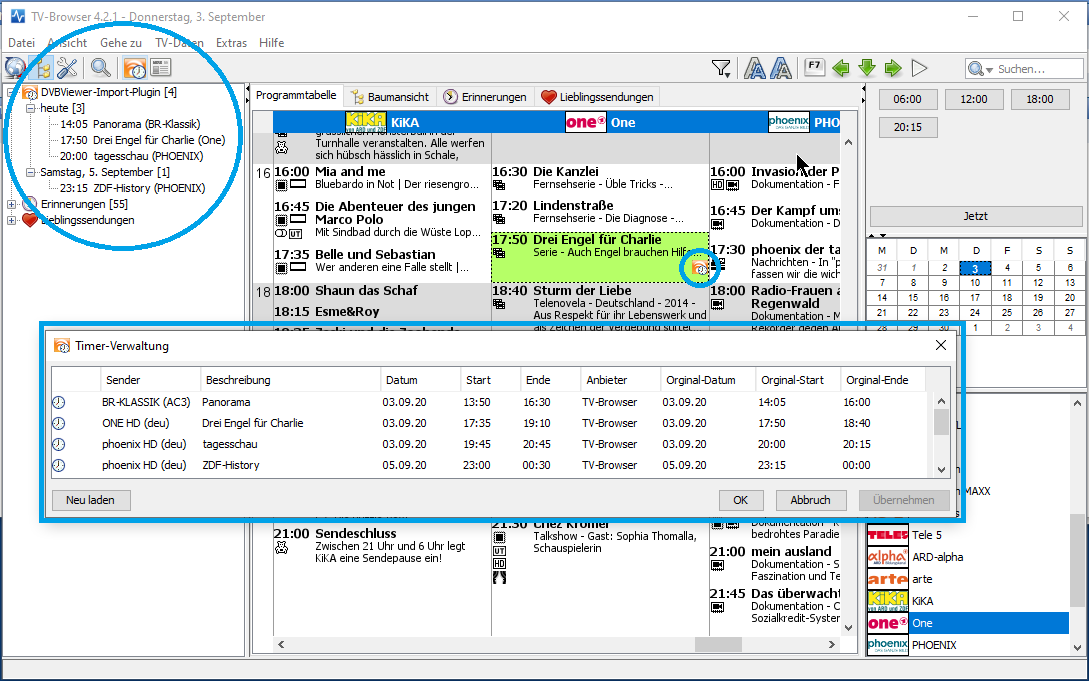 TV-Browser 4.2.1 - Donnerstag, 3. September
Datei Ansicht Gehe zu TV-Daten Extras Hilfe
F7
Suchen...
DVBViewer-Import-Plugin [4]
heute [3]
14:05 Panorama (BR-Klassik)
17:50 Drei Engel für Charlie (One)
20:00 tagesschau (PHOENIX)
Samstag, 5. September [1]
23:15 ZDF-History (PHOENIX)
Erinnerungen [55]
Lieblingssendungen
Programmtabelle Baumansicht Erinnerungen Lieblingssendungen
KiKA
One
phoenix PHO
Turnhalle veranstalten. Alle werfen
sich hübsch hässlich in Schale,
16
16:00 Mia and me
Bluebardo in Not | Der riesengro...
16:45 Die Abenteuer des jungen
Marco Polo
Mit Sindbad durch die Wüste Lop...
17:35 Belle und Sebastian
Wer anderen eine Falle stellt |...
18
18:00 Shaun das Schaf
18:15 Esme&Roy
16:30 Die Kanzlei
Fernsehserie - Üble Tricks -...
17:20 Lindenstraße
Fernsehserie - Die Diagnose -...
17:50 Drei Engel für Charlie
Serie - Auch Engel brauchen Hilf
18:40 Sturm der Liebe
Telenovela - Deutschland - 2014 -
Aus Respekt für ihr Lebenswerk und
als Zeichen der Vergebung stiftet
16:00 Invasion der P
HD Dokumentation - F
16:45 Der Kampf um
Dokumentation - F
17:30 phoenix der ta
Nachrichten - In "p
fassen wir die wich
18:00 Radio-Frauen a
Regenwald
Dokumentation - M
Rekorder gegen A
06:00 12:00 18:00
20:15
Jetzt
M D M D F S S
31 1 2 3 4 5 6
7 8 9 10 11 12 13
14 15 16 17 18 19 20
21 22 23 24 25 26 27
28 29 30 1 2 3 4
Timer-Verwaltung
Sender Beschreibung Datum Start Ende Anbieter Orginal-Datum Orginal-Start Orginal-Ende
BR-KLASSIK (AC3) Panorama 03.09.20 13:50 16:30 TV-Browser 03.09.20 14:05 16:00
ONE HD (deu) Drei Engel für Charlie 03.09.20 17:35 19:10 TV-Browser 03.09.20 17:50 18:40
phoenix HD (deu) tagesschau 03.09.20 19:45 20:45 TV-Browser 03.09.20 20:00 20:15
phoenix HD (deu) ZDF-History 05.09.20 23:00 00:30 TV-Browser 05.09.20 23:15 00:00
Neu laden OK Abbruch Übernehmen
21:00 Sendeschluss
Zwischen 21 Uhr und 6 Uhr legt
KiKA eine Sendepause ein!
21:30 Chez Krömer
Talkshow - Gast: Sophia Thomalla,
Schauspielerin
UT
HD
Dokumentation - K
bedrohtes Paradie
21:00 mein ausland
Dokumentation - S
Faszination und Te
21:45 Das überwacht
Dokumentation - C
Sozialkredit-Syster
MAXX
TELE5 Tele 5
alpha ARD-alpha
arte arte
KiKA KiKA
one One
phoenix PHOENIX